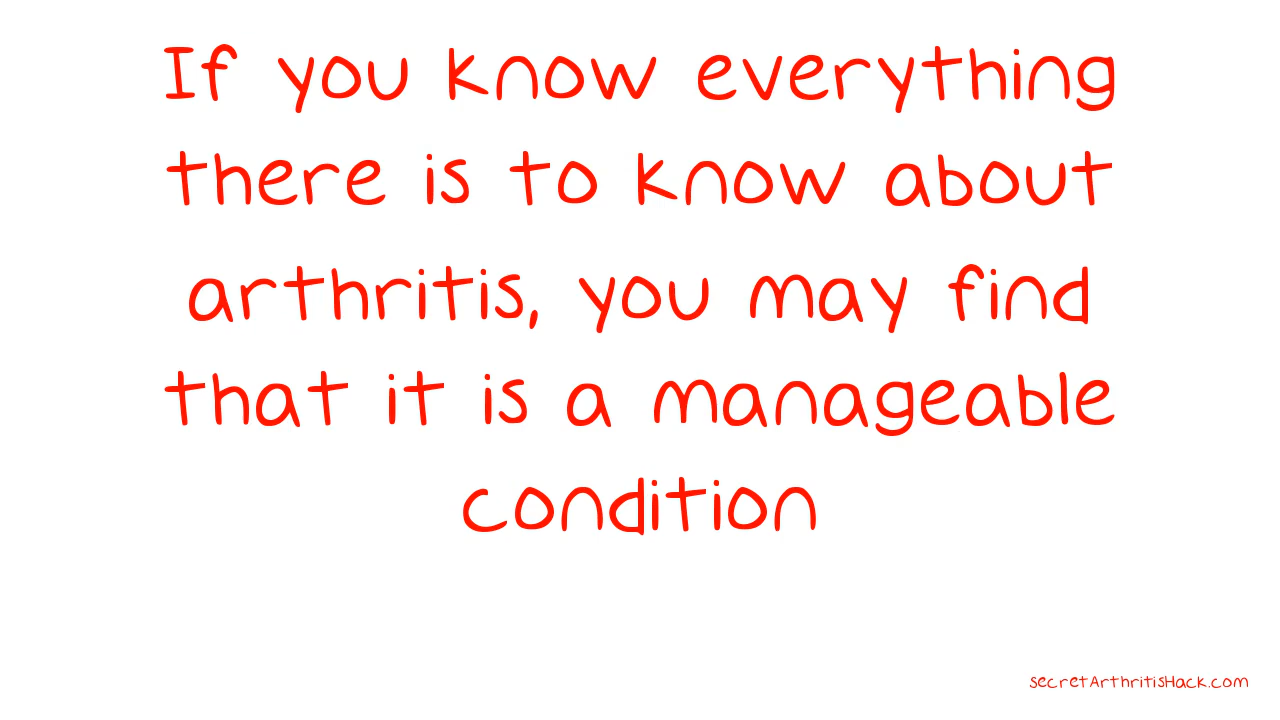 If you know everything
there is to know about
arthritis, you may find
that it is a manageable
condition
secretArthritisHack.com